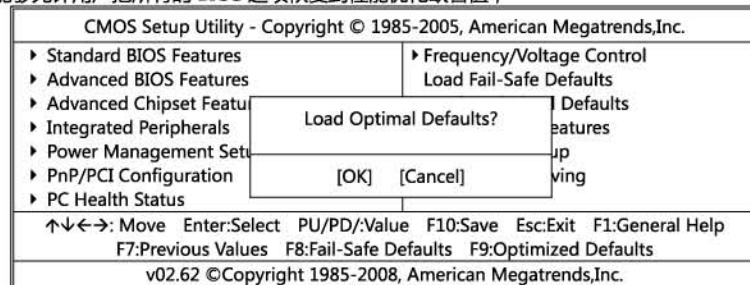 CMOS Setup Utility - Copyright © 1985-2005, American Megatrends,Inc.
▸ Standard BIOS Features
▸ Advanced BIOS Features
▸ Advanced Chipset Featur
▸ Integrated Peripherals
▸ Power Management Setu
▸ PnP/PCI Configuration
▸ PC Health Status
▸ Frequency/Voltage Control
Load Fail-Safe Defaults
l Defaults
eatures
up
ving
Load Optimal Defaults?
[OK] [Cancel]
↑↓←→: Move Enter:Select PU/PD/:Value F10:Save Esc:Exit F1:General Help
F7:Previous Values F8:Fail-Safe Defaults F9:Optimized Defaults
v02.62 ©Copyright 1985-2008, American Megatrends,Inc.